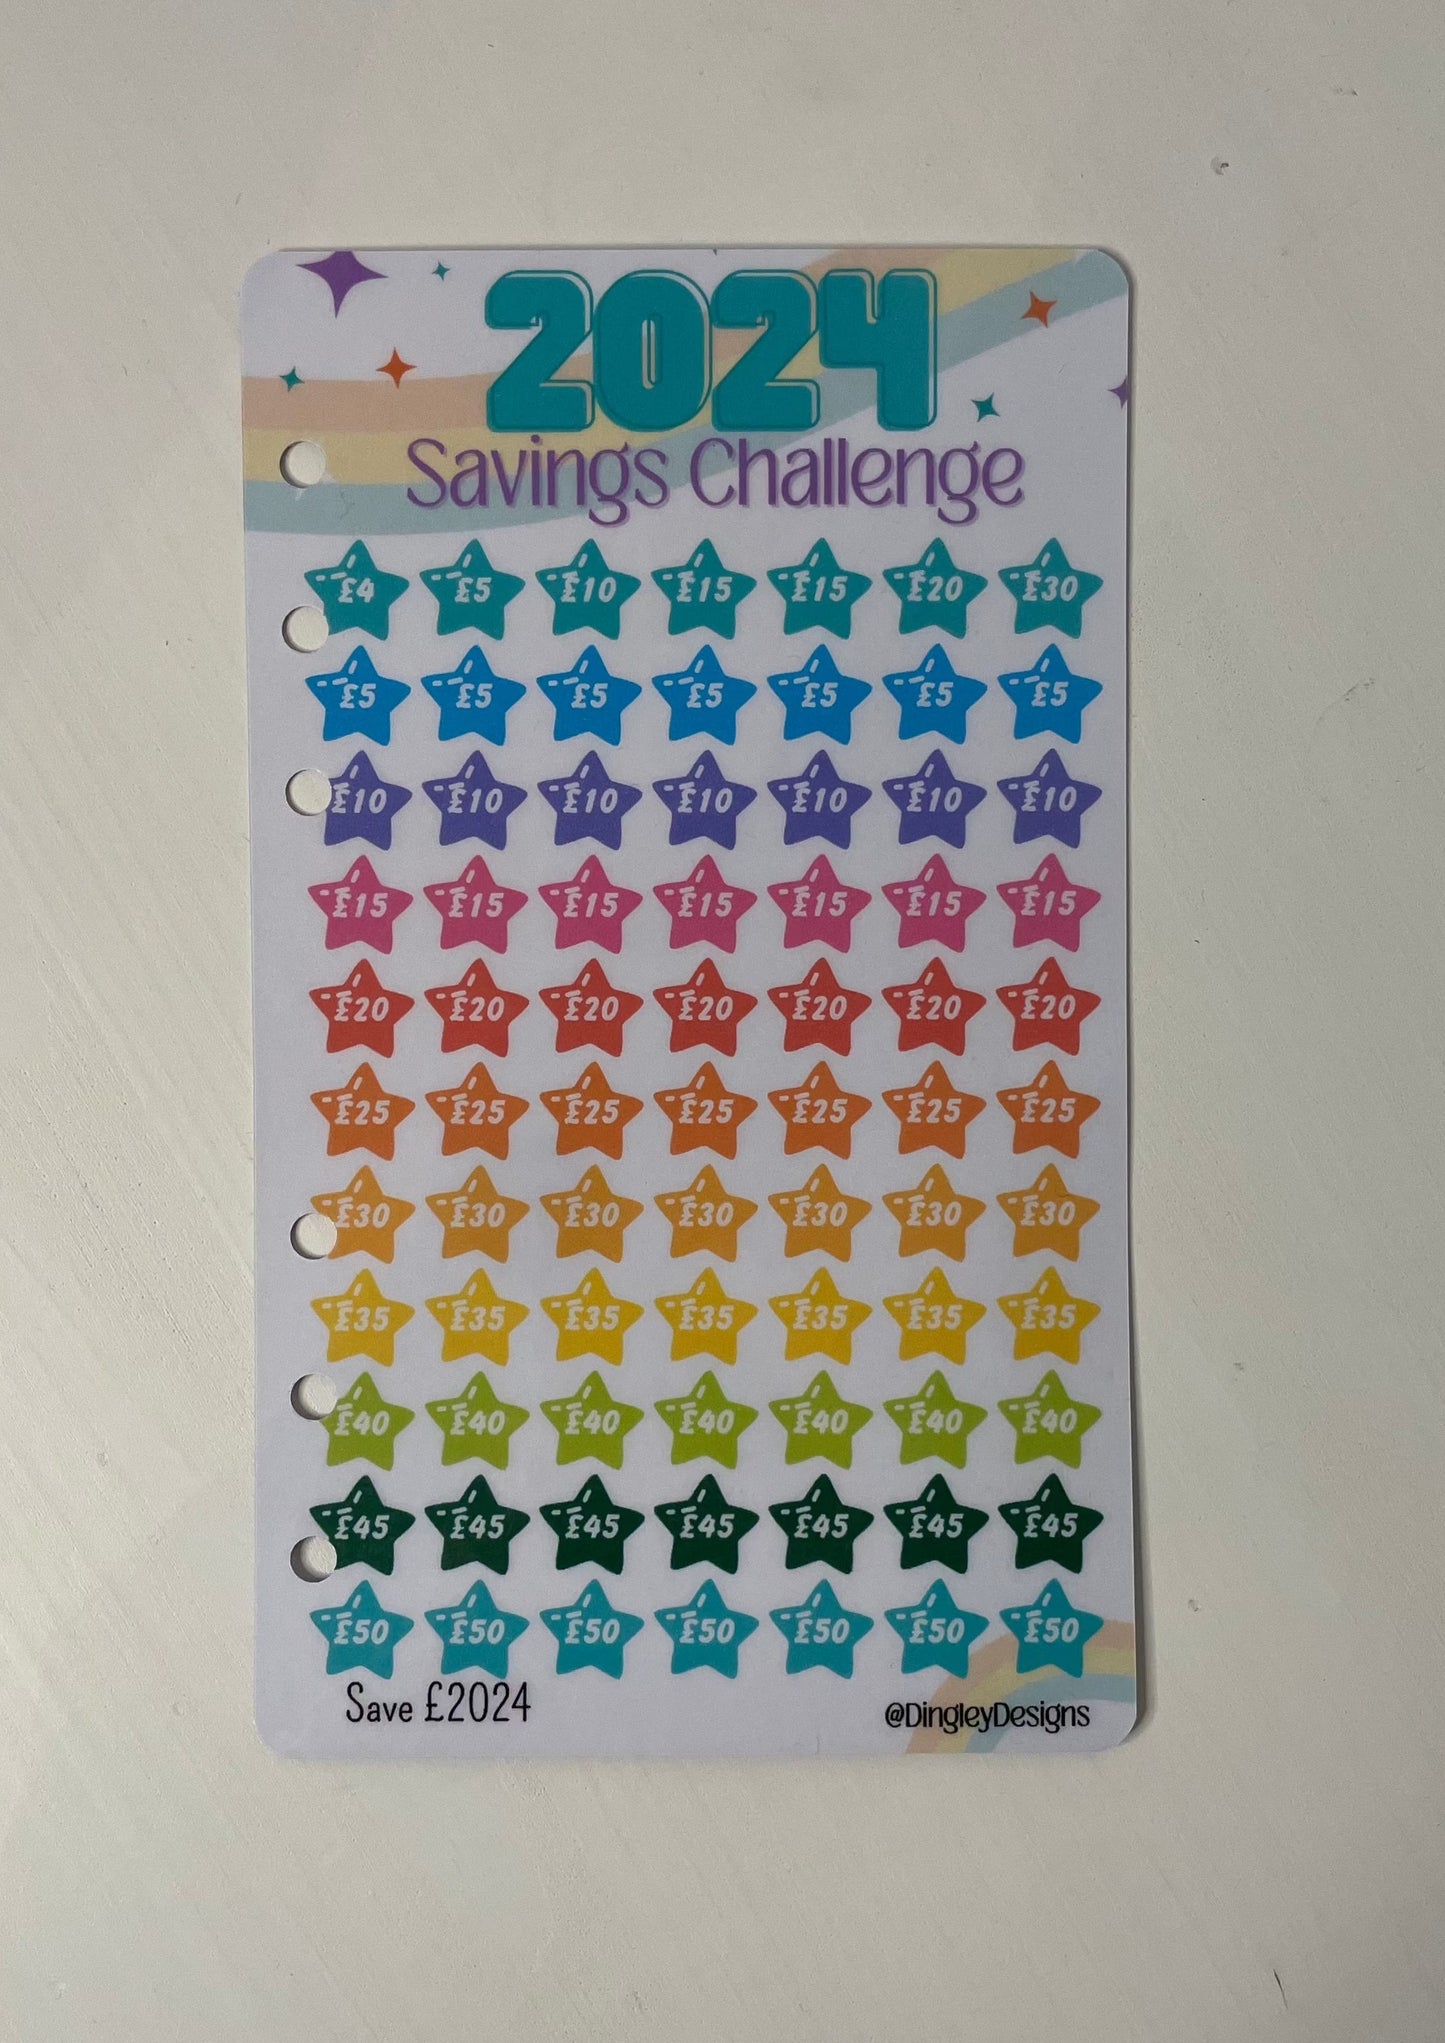 2024
Savings Challenge
£4 £5 £10 £15 £15 £20 £30
£5 £5 £5 £5 £5 £5 £5
£10 £10 £10 £10 £10 £10 £10
£15 £15 £15 £15 £15 £15 £15
£20 £20 £20 £20 £20 £20 £20
£25 £25 £25 £25 £25 £25 £25
£30 £30 £30 £30 £30 £30 £30
£35 £35 £35 £35 £35 £35 £35
£40 £40 £40 £40 £40 £40 £40
£45 £45 £45 £45 £45 £45 £45
£50 £50 £50 £50 £50 £50 £50
Save £2024
@DingleyDesigns